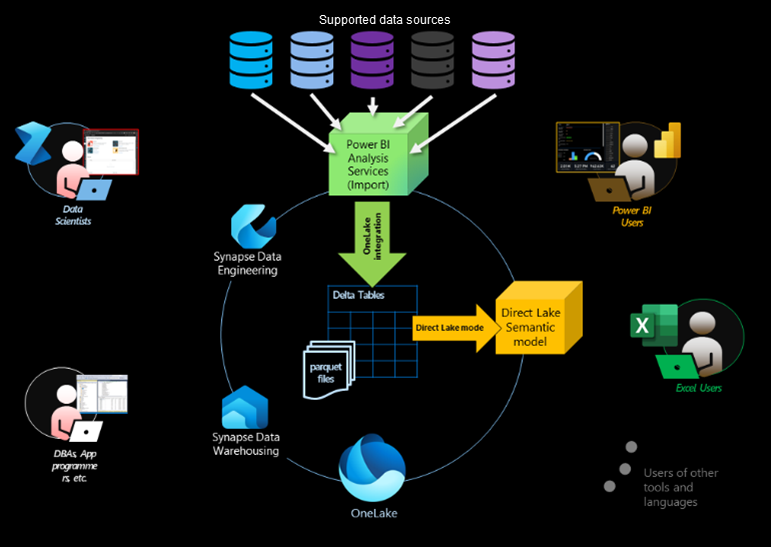 Supported data sources
Power BI
Analysis
Services
(Import)
Data
Scientists
Power BI
Users
OneLake
integration
Synapse Data
Engineering
Delta Tables
Direct Lake mode
Direct Lake
Semantic
model
parquet
files
X
Excel Users
Synapse Data
Warehousing
DBAs, App
programme
rs, etc.
OneLake
Users of other
tools and
languages